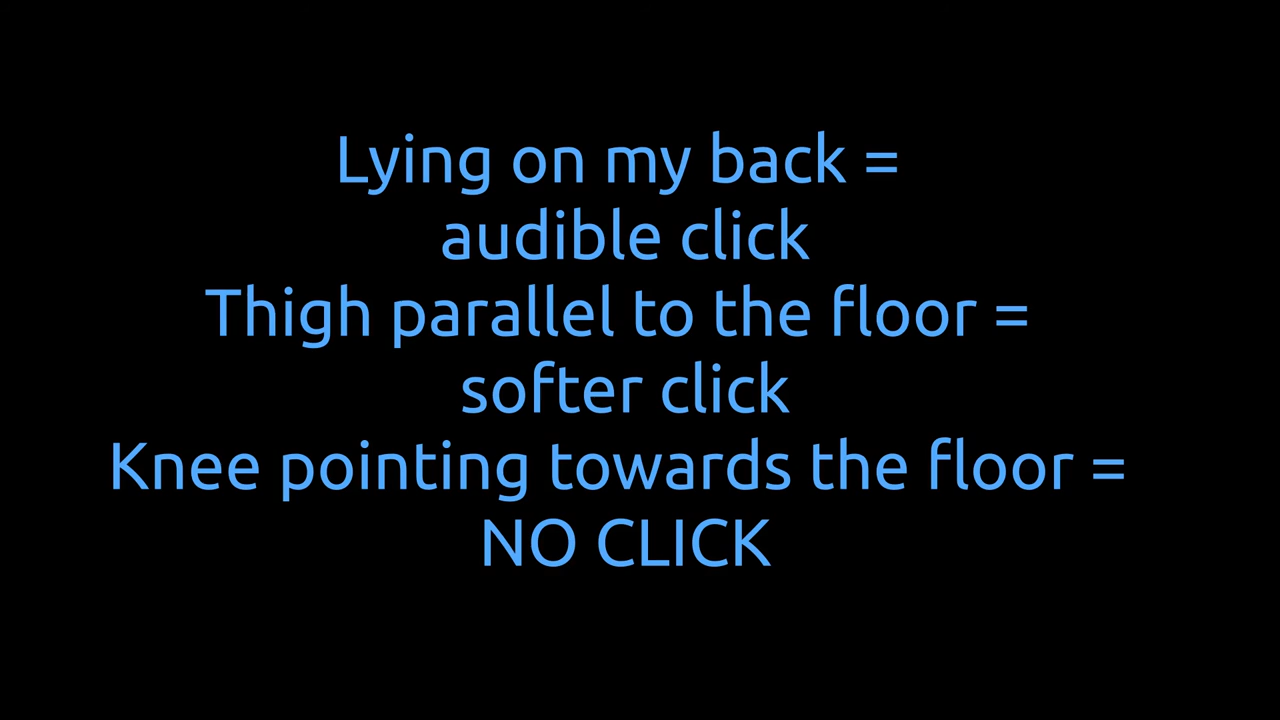 Lying on my back =
audible click
Thigh parallel to the floor =
softer click
Knee pointing towards the floor =
NO CLICK